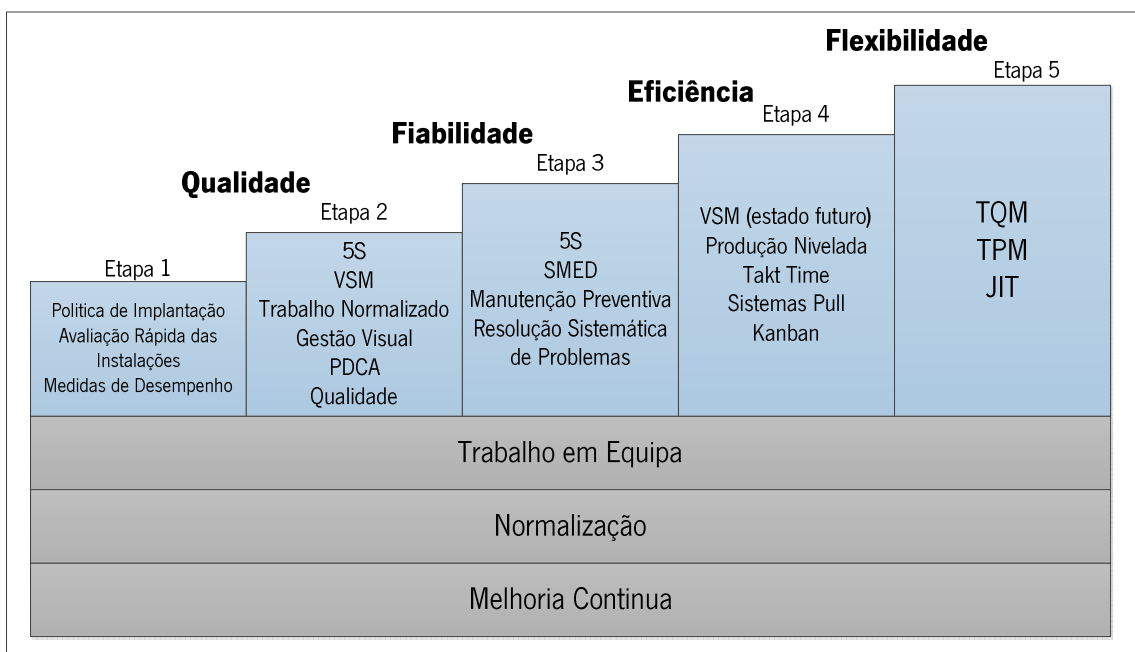 Etapa 1
Politica de Implantação
Avaliação Rápida das
Instalações
Medidas de Desempenho
Qualidade
Etapa 2
5S
VSM
Trabalho Normalizado
Gestão Visual
PDCA
Qualidade
Fiabilidade
Etapa 3
5S
SMED
Manutenção Preventiva
Resolução Sistemática
de Problemas
Eficiência
Etapa 4
VSM (estado futuro)
Produção Nivelada
Takt Time
Sistemas Pull
Kanban
Flexibilidade
Etapa 5
TQM
TPM
JIT
Trabalho em Equipa
Normalização
Melhoria Continua